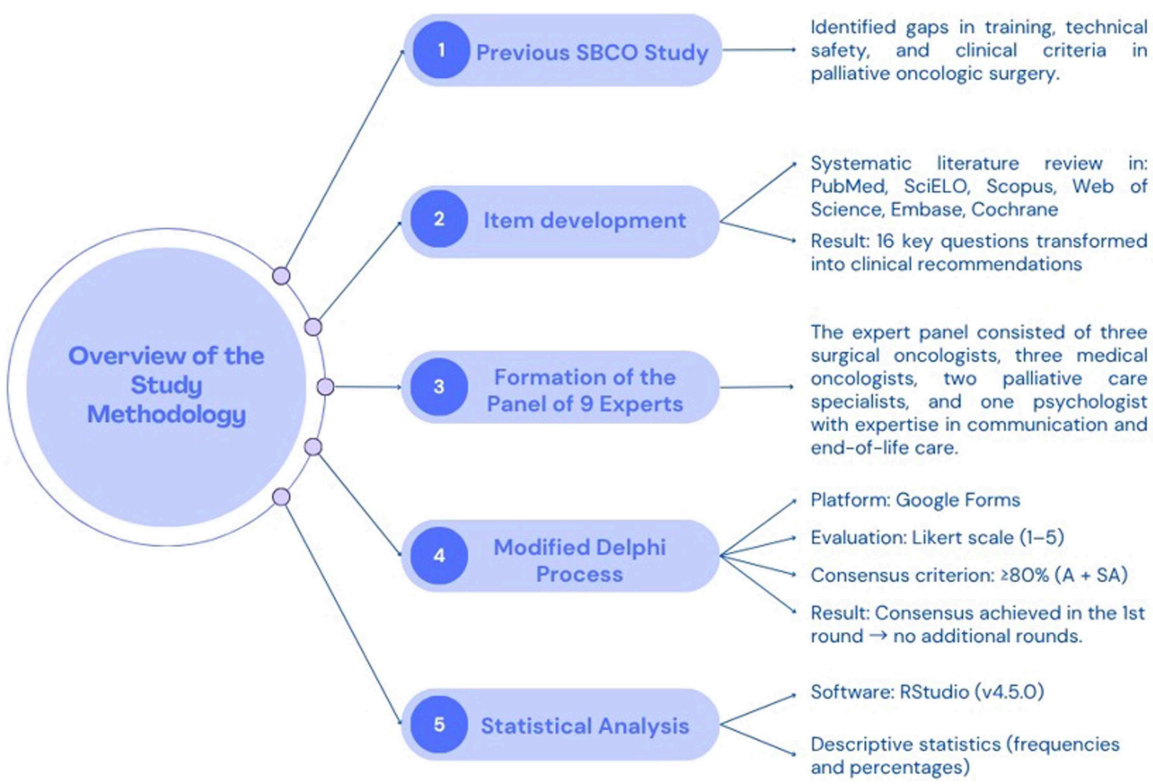 Overview of the
Study
Methodology
1
Previous SBCO Study
Identified gaps in training, technical
safety, and clinical criteria in
palliative oncologic surgery.
2
Item development
Systematic literature review in:
PubMed, SciELO, Scopus, Web of
Science, Embase, Cochrane
Result: 16 key questions transformed
into clinical recommendations
3
Formation of the
Panel of 9 Experts
The expert panel consisted of three
surgical oncologists, three medical
oncologists, two palliative care
specialists, and one psychologist
with expertise in communication and
end-of-life care.
4
Modified Delphi
Process
Platform: Google Forms
Evaluation: Likert scale (1–5)
Consensus criterion: ≥80% (A + SA)
Result: Consensus achieved in the 1st
round → no additional rounds.
5
Statistical Analysis
Software: RStudio (v4.5.0)
Descriptive statistics (frequencies
and percentages)